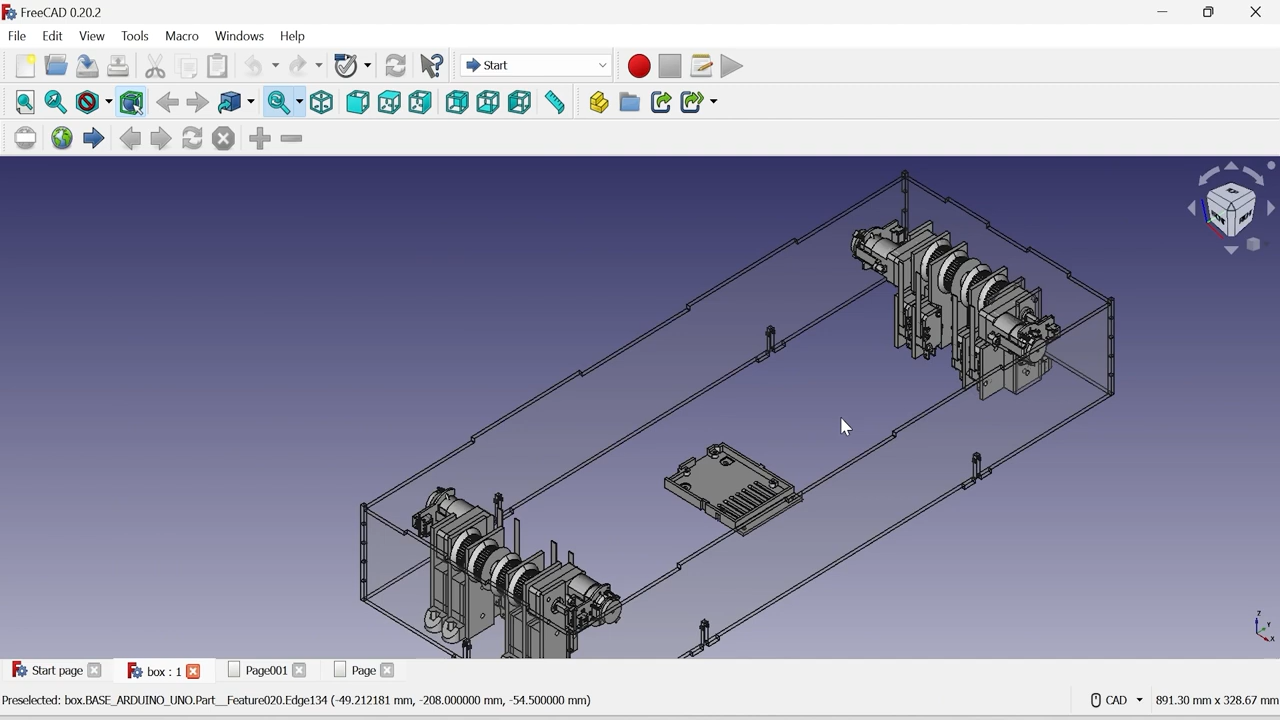 FreeCAD 0.20.2
File Edit View Tools Macro Windows Help
Start
Z
Y
X
Start page box : 1 Page001 Page
Preselected: box.BASE_ARDUINO_UNO.Part__Feature020.Edge134 (-49.212181 mm, -208.000000 mm, -54.500000 mm) CAD 891.30 mm x 328.67 mm